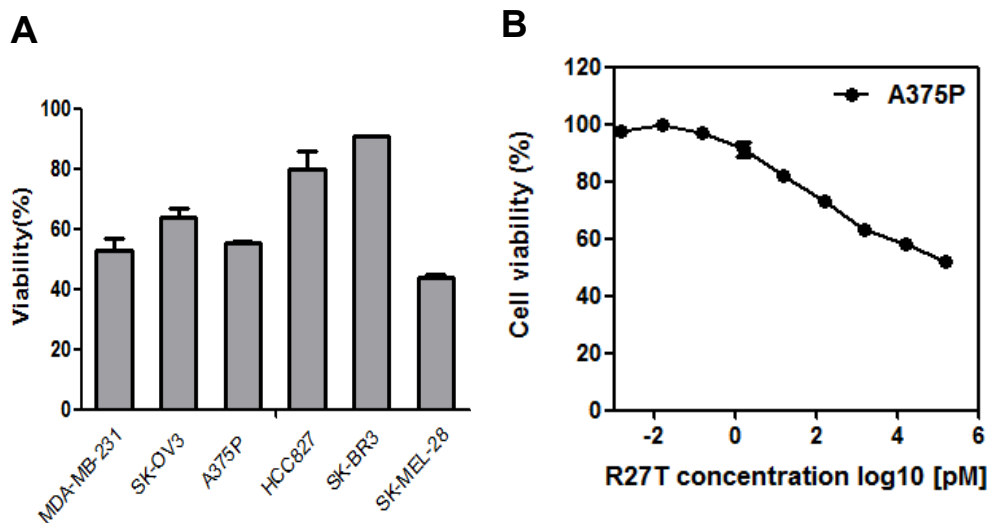 A
Viability(%)
100
80
60
40
20
0
MDA-MB-231
SK-OV3
A375P
HCC827
SK-BR3
SK-MEL-28
B
Cell viability (%)
120
100
80
60
40
20
0
A375P
-2 0 2 4 6
R27T concentration log10 [pM]